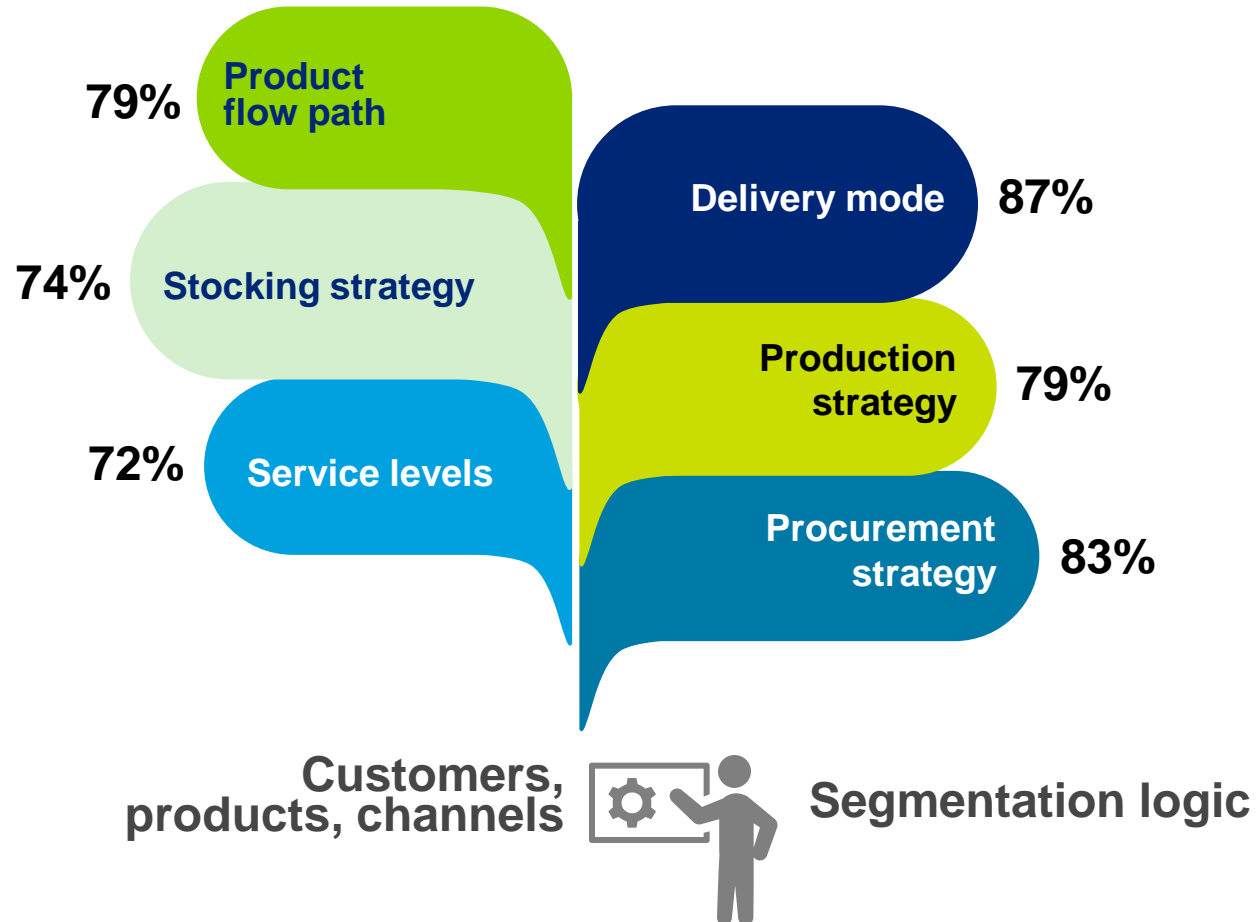 79%
Product
flow path
74%
Stocking strategy
72%
Service levels
Delivery mode
87%
Production
strategy
79%
Procurement
strategy
83%
Customers,
products, channels
Segmentation logic